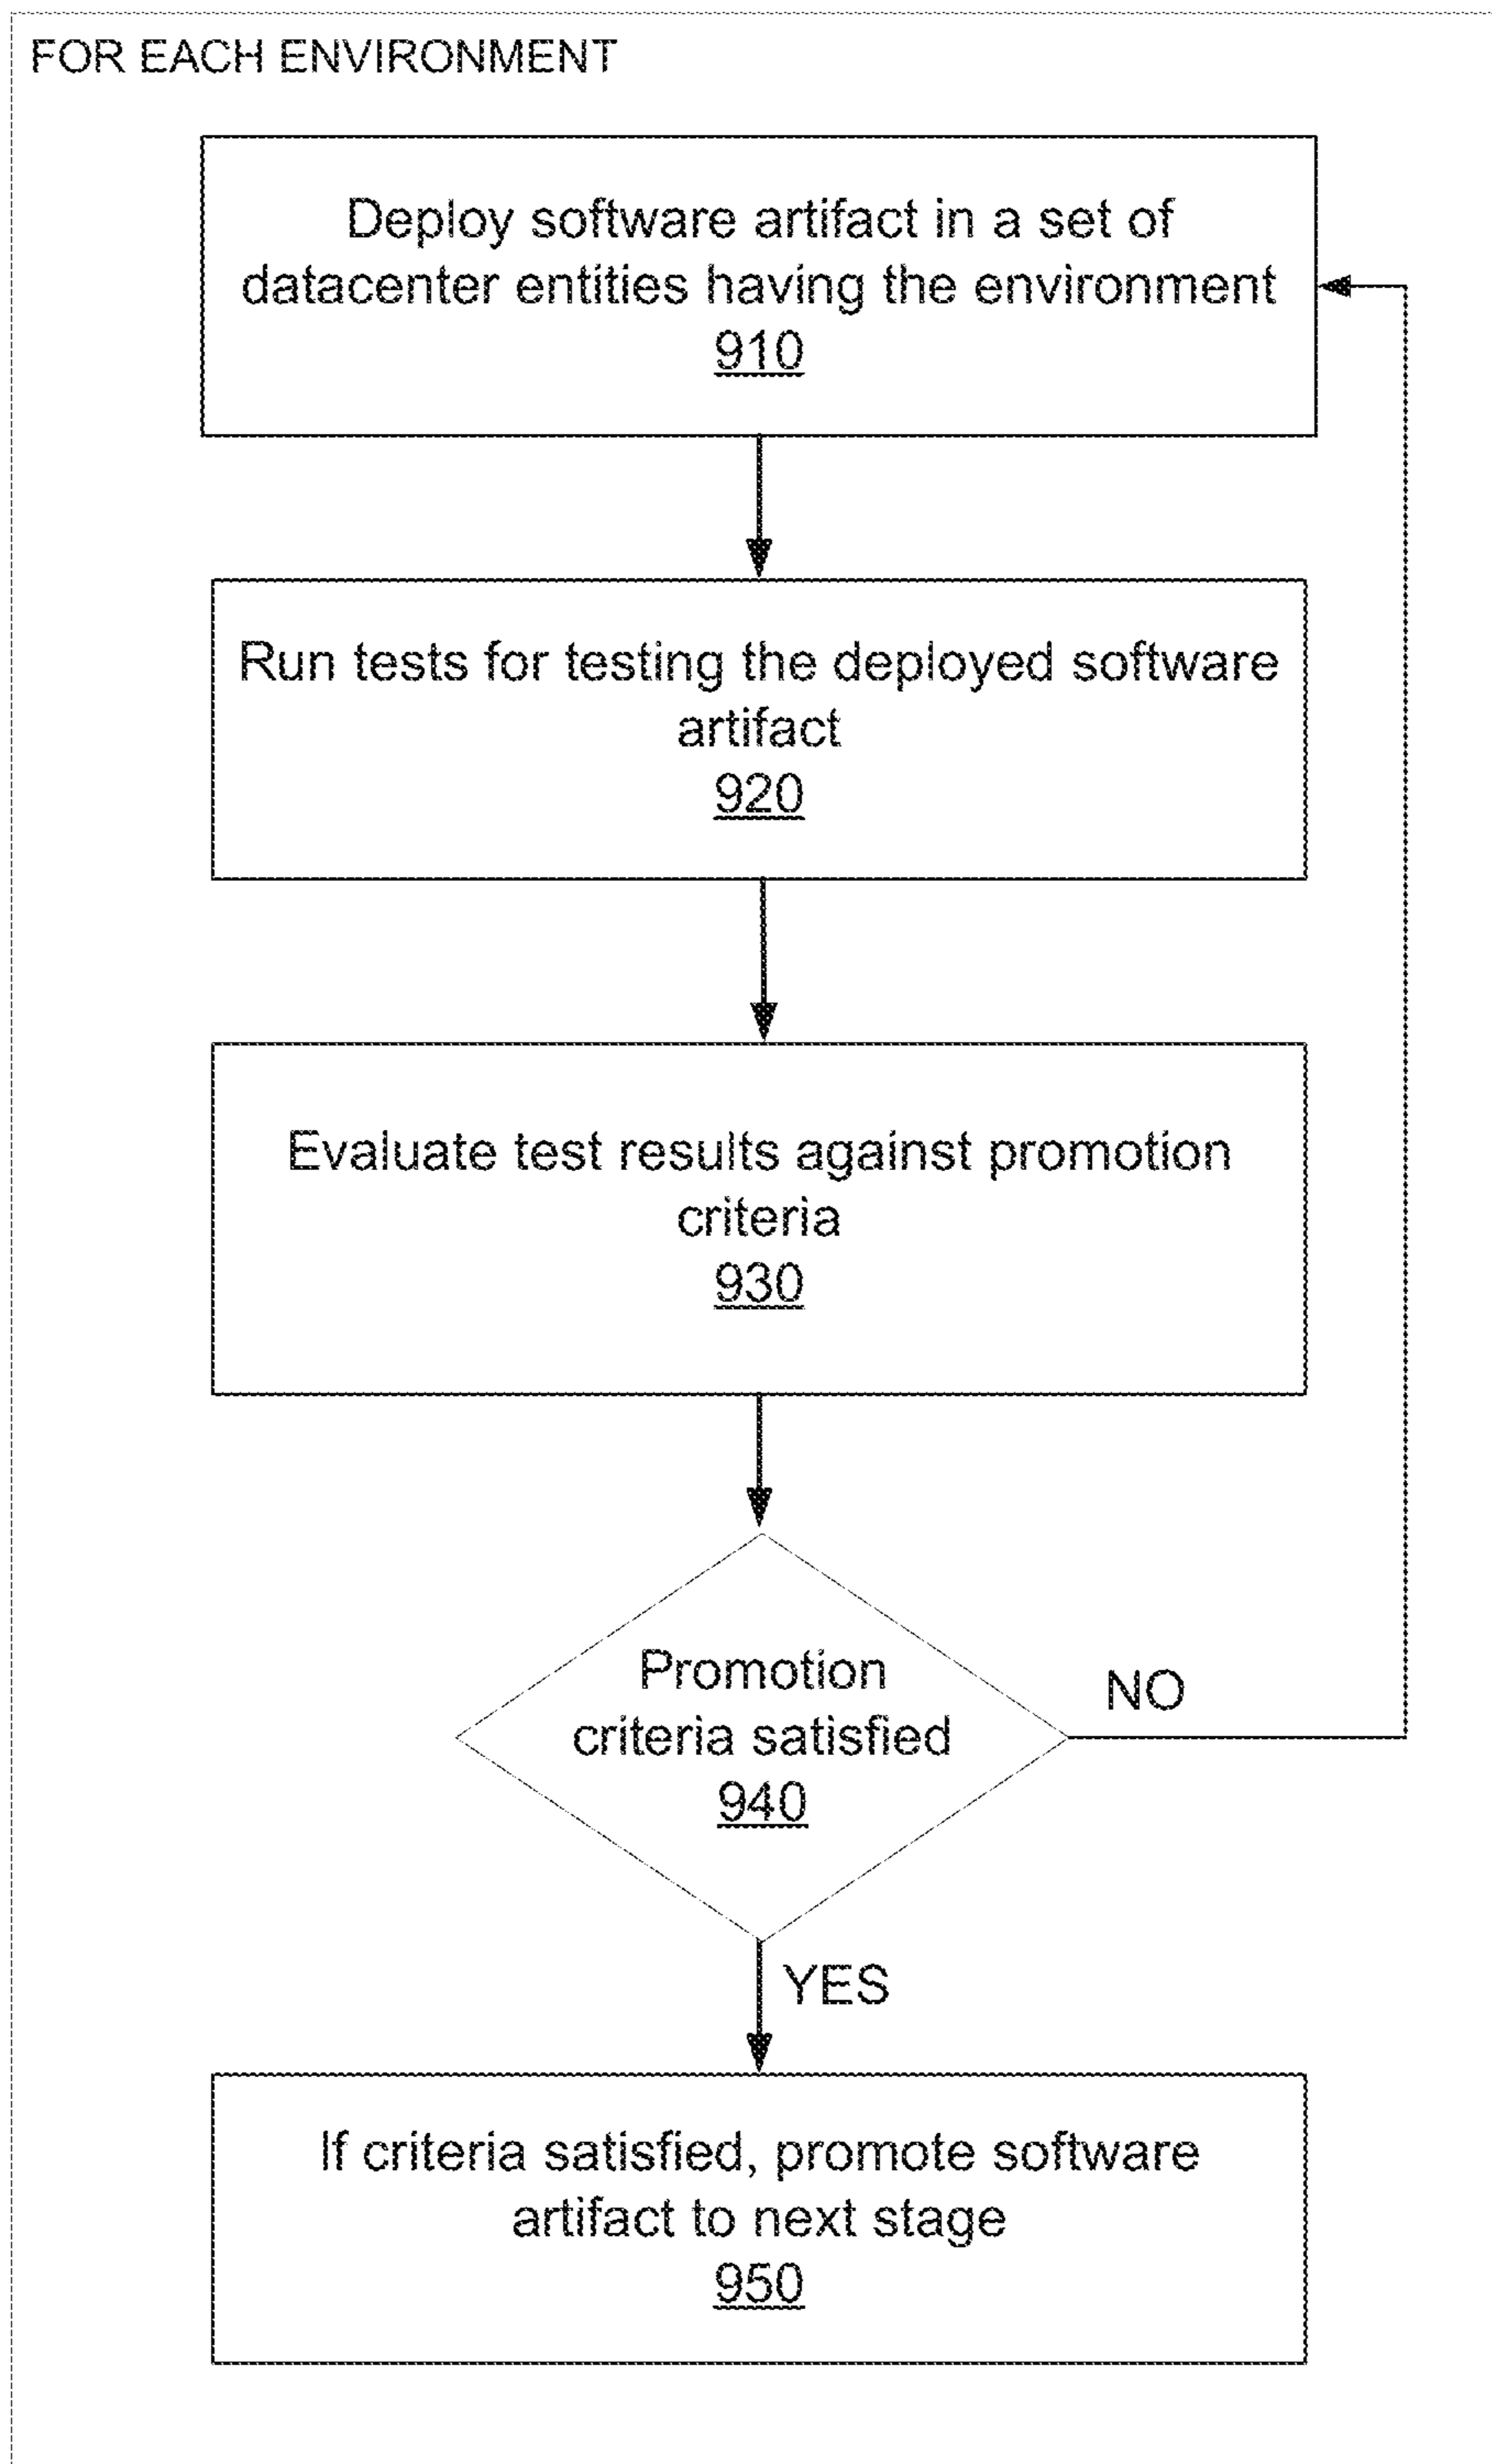 FOR EACH ENVIRONMENT
Deploy software artifact in a set of
datacenter entities having the environment
910
Run tests for testing the deployed software
artifact
920
Evaluate test results against promotion
criteria
930
Promotion
criteria satisfied
940
NO
YES
If criteria satisfied, promote software
artifact to next stage
950